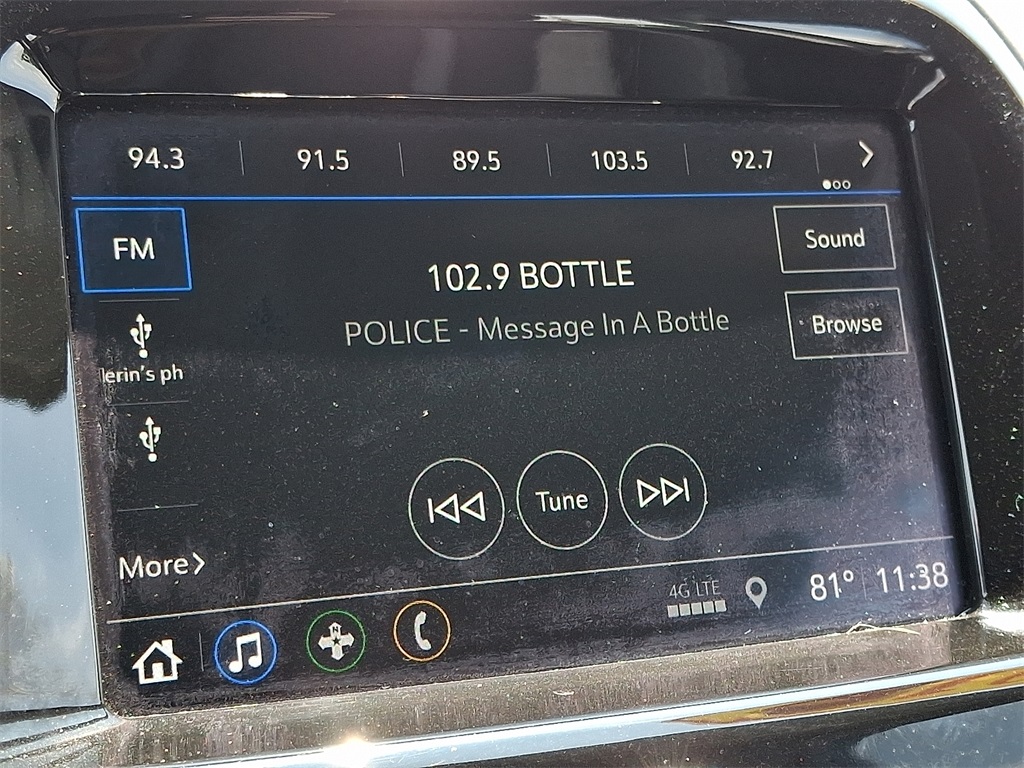 94.3 91.5 89.5 103.5 92.7
FM
Sound
102.9 BOTTLE
POLICE - Message In A Bottle
Browse
lerin's ph
Tune
More
4G LTE
81° 11:38
N